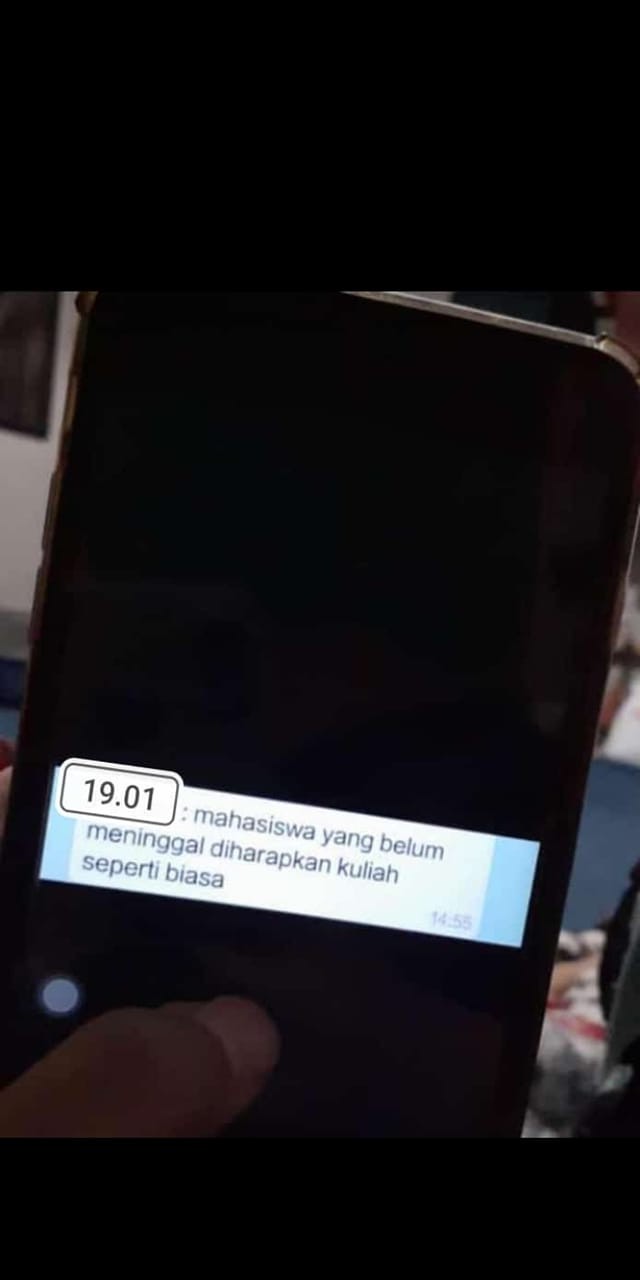 19.01
: mahasiswa yang belum
meninggal diharapkan kuliah
seperti biasa
14:55